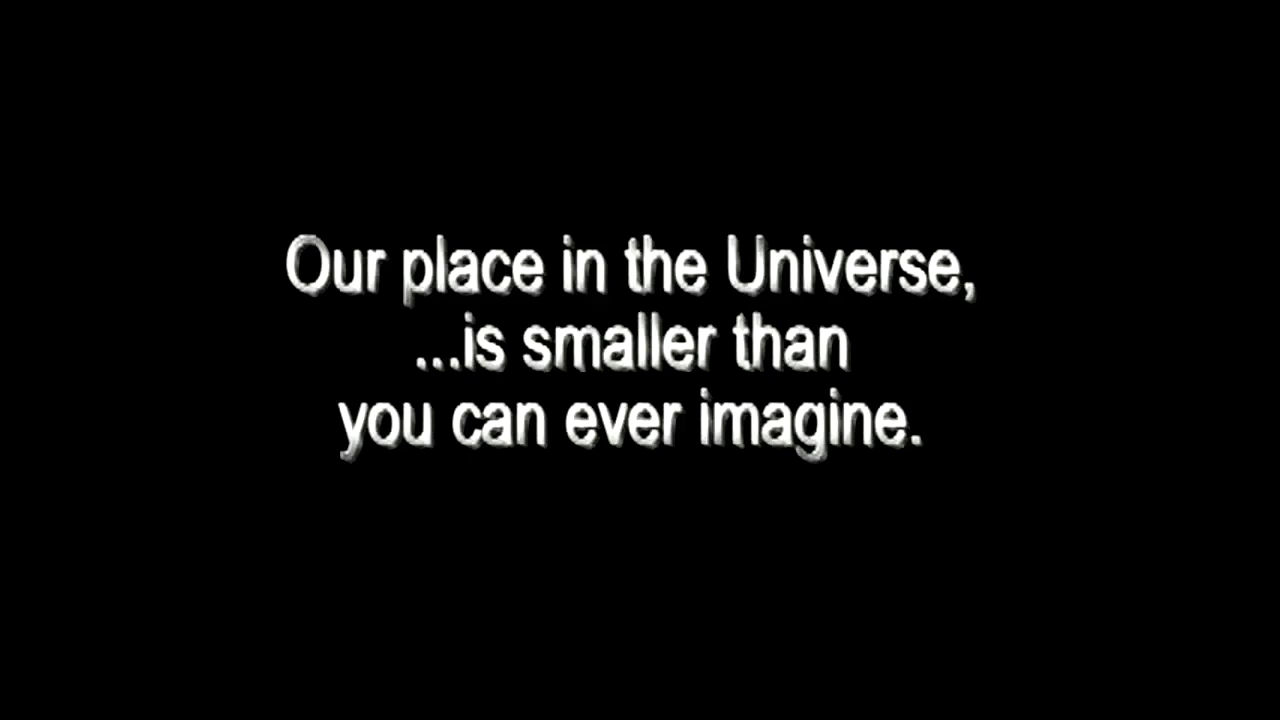 Our place in the Universe,
...is smaller than
you can ever imagine.